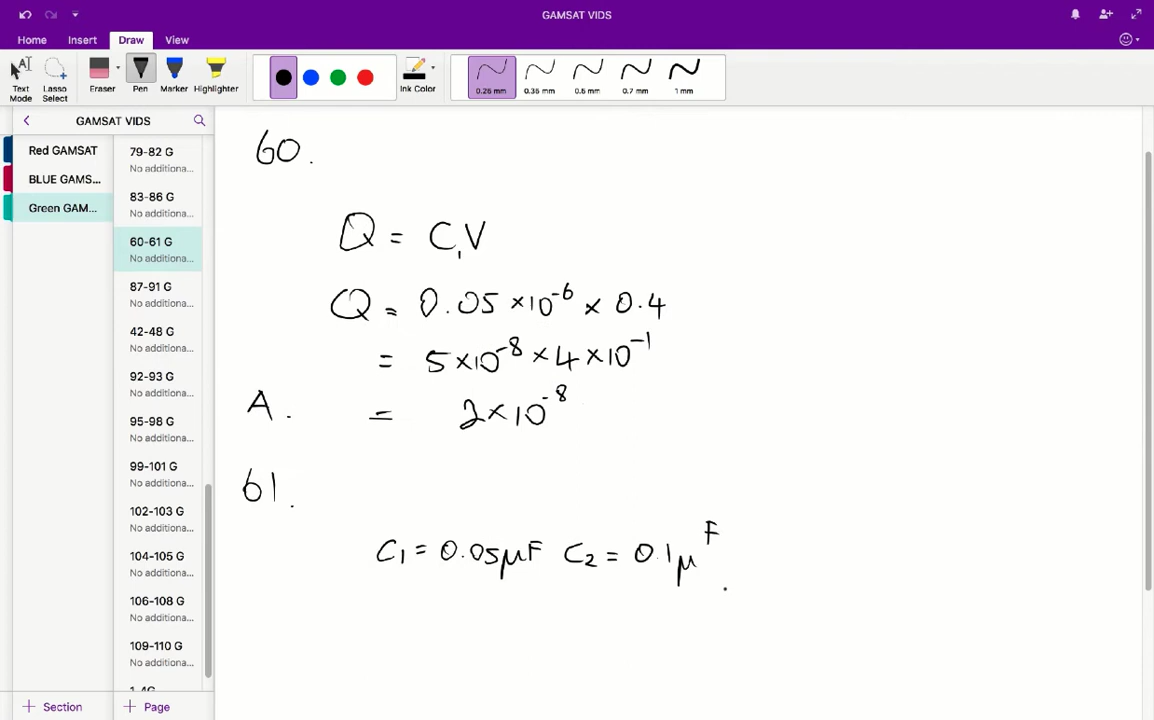 GAMSAT VIDS
Home Insert Draw View
Text Mode
Lasso Select
Eraser
Pen
Marker
Highlighter
Ink Color
0.25 mm
0.35 mm
0.5 mm
0.7 mm
1 mm
GAMSAT VIDS
Red GAMSAT
BLUE GAMS...
Green GAM...
79-82 G
No additiona...
83-86 G
No additiona...
60-61 G
No additiona...
87-91 G
No additiona...
42-48 G
No additiona...
92-93 G
No additiona...
95-98 G
No additiona...
99-101 G
No additiona...
102-103 G
No additiona...
104-105 G
No additiona...
106-108 G
No additiona...
109-110 G
No additiona...
1-4G
+ Section
+ Page
60.
Q = C₁V
Q = 0.05 ×10⁻⁶ × 0.4
= 5×10⁻⁸ × 4 ×10⁻¹
A. = 2×10⁻⁸
61.
C₁ = 0.05μF C₂ = 0.1μF